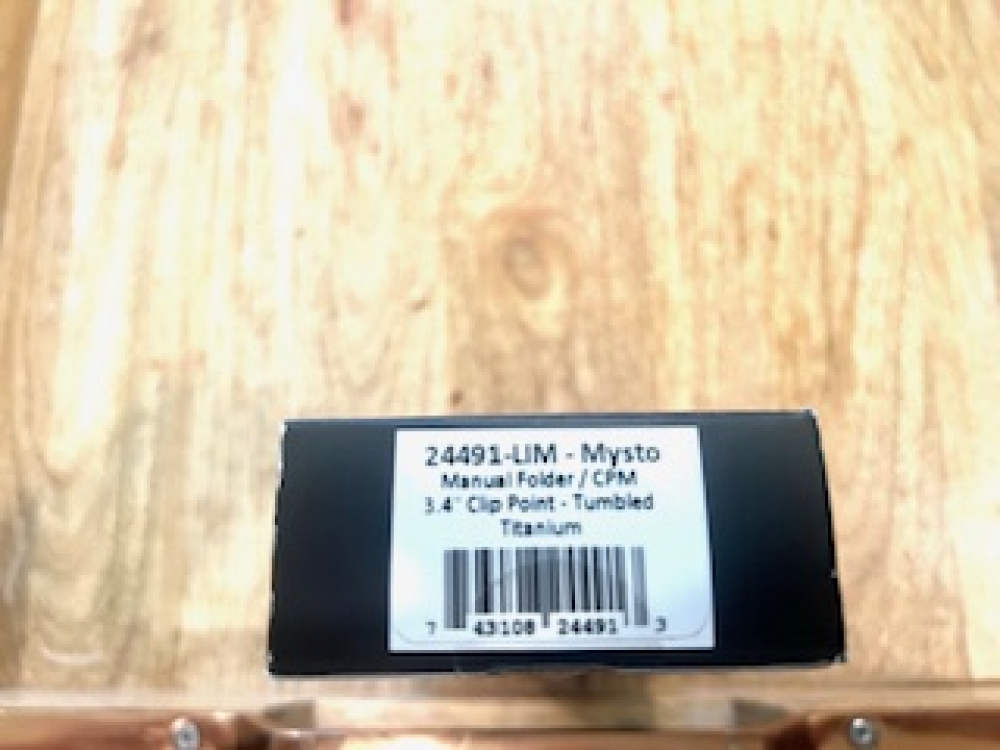 24491-LIM - Mysto
Manual Folder / CPM
3.4" Clip Point - Tumbled
Titanium
7 43108 24491 3